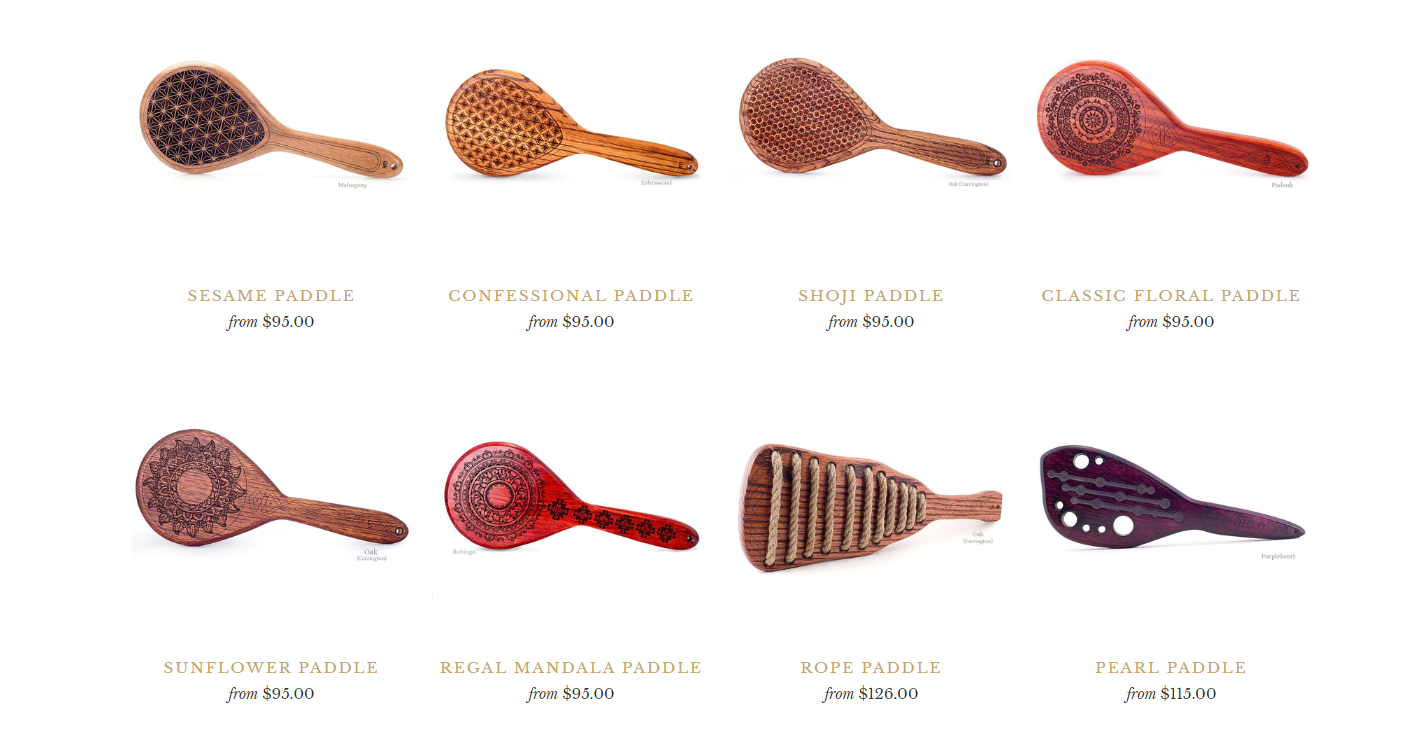 Mahogany
Zebrawood
Oak (Carrington)
Padauk
SESAME PADDLE
CONFESSIONAL PADDLE
SHOJI PADDLE
CLASSIC FLORAL PADDLE
from $95.00
from $95.00
from $95.00
from $95.00
Oak
(Carrington)
Bubinga
Oak
(Carrington)
Purpleheart
SUNFLOWER PADDLE
REGAL MANDALA PADDLE
ROPE PADDLE
PEARL PADDLE
from $95.00
from $95.00
from $126.00
from $115.00